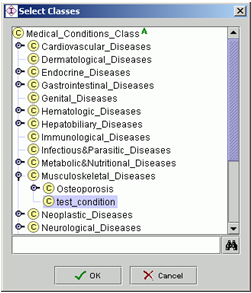 Select Classes
Medical_Conditions_Class A
Cardiovascular_Diseases
Dermatological_Diseases
Endocrine_Diseases
Gastrointestinal_Diseases
Genital_Diseases
Hematologic_Diseases
Hepatobiliary_Diseases
Immunological_Diseases
Infectious&Parasitic_Diseases
Metabolic&Nutritional_Diseases
Musculoskeletal_Diseases
Osteoporosis
test_condition
Neoplastic_Diseases
Neurological_Diseases
OK Cancel